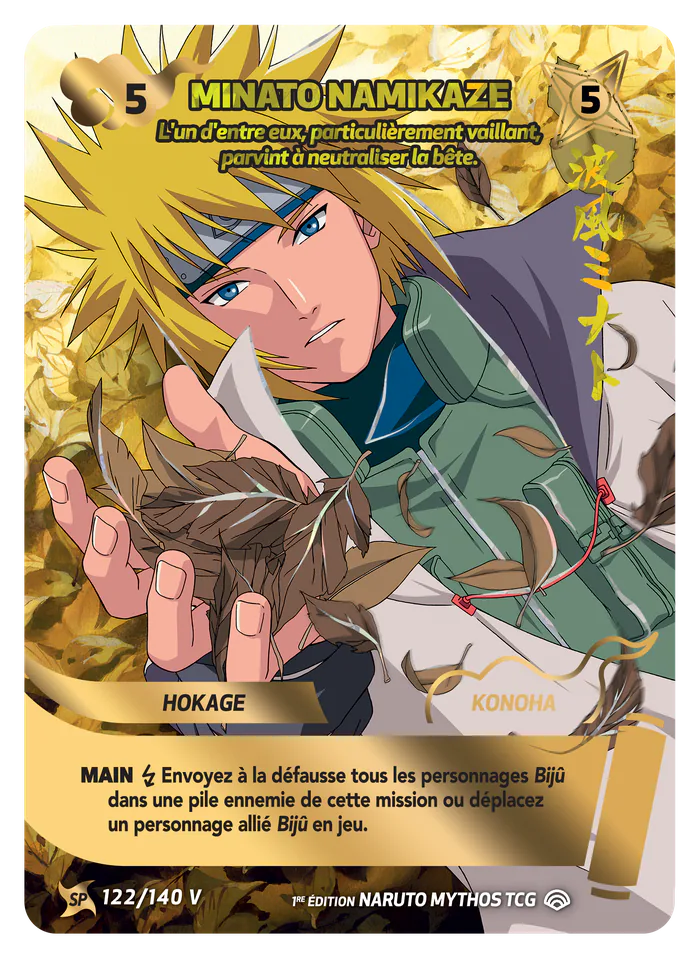 5
MINATO NAMIKAZE
5
L'un d'entre eux, particulièrement vaillant,
parvint à neutraliser la bête.
波風ミナト
HOKAGE
KONOHA
MAIN Envoyez à la défausse tous les personnages Bijû
dans une pile ennemie de cette mission ou déplacez
un personnage allié Bijû en jeu.
SP 122/140 V
1RE ÉDITION NARUTO MYTHOS TCG